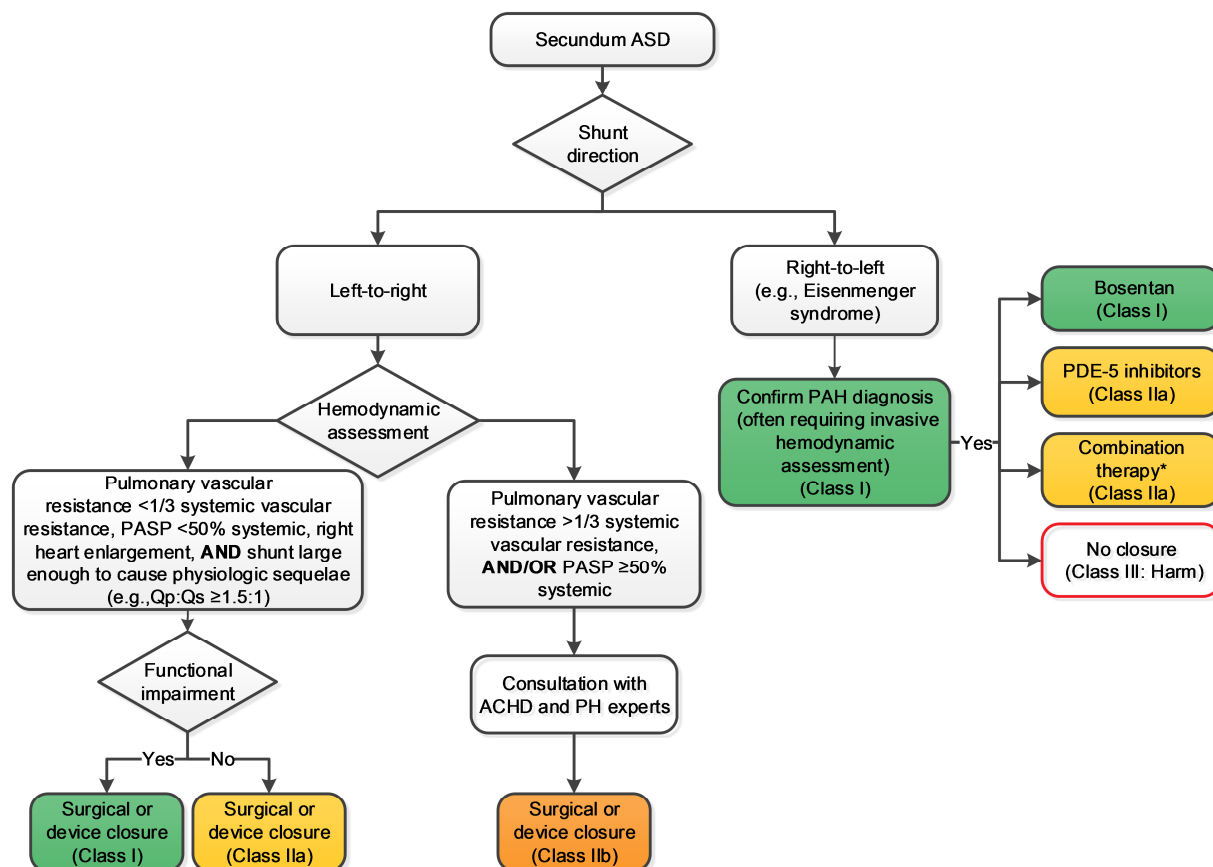 Secundum ASD
Shunt
direction
Left-to-right
Right-to-left
(e.g., Eisenmenger
syndrome)
Hemodynamic
assessment
Confirm PAH diagnosis
(often requiring invasive
hemodynamic
assessment)
(Class I)
Yes
Bosentan
(Class I)
PDE-5 inhibitors
(Class IIa)
Combination
therapy*
(Class IIa)
No closure
(Class III: Harm)
Pulmonary vascular
resistance <1/3 systemic vascular
resistance, PASP <50% systemic, right
heart enlargement, AND shunt large
enough to cause physiologic sequelae
(e.g.,Qp:Qs ≥1.5:1)
Pulmonary vascular
resistance >1/3 systemic
vascular resistance,
AND/OR PASP ≥50%
systemic
Functional
impairment
Consultation with
ACHD and PH experts
Yes
No
Surgical or
device closure
(Class I)
Surgical or
device closure
(Class IIa)
Surgical or
device closure
(Class IIb)